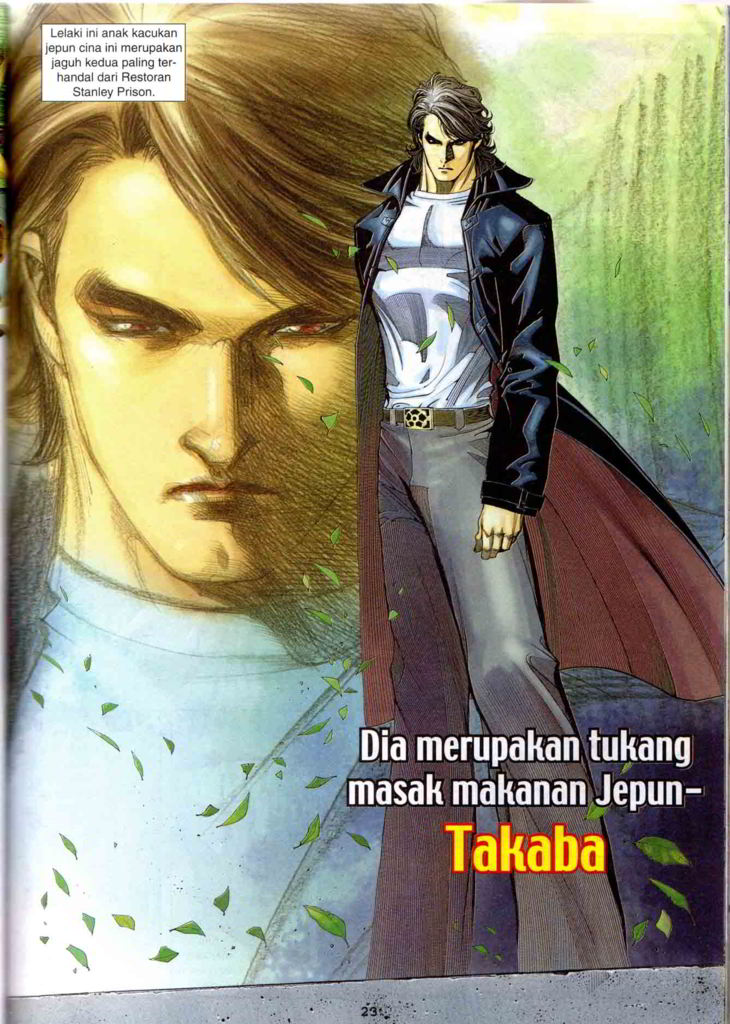 Lelaki ini anak kacukan
jepun cina ini merupakan
jaguh kedua paling ter-
handal dari Restoran
Stanley Prison.
Dia merupakan tukang
masak makanan Jepun-
Takaba
23